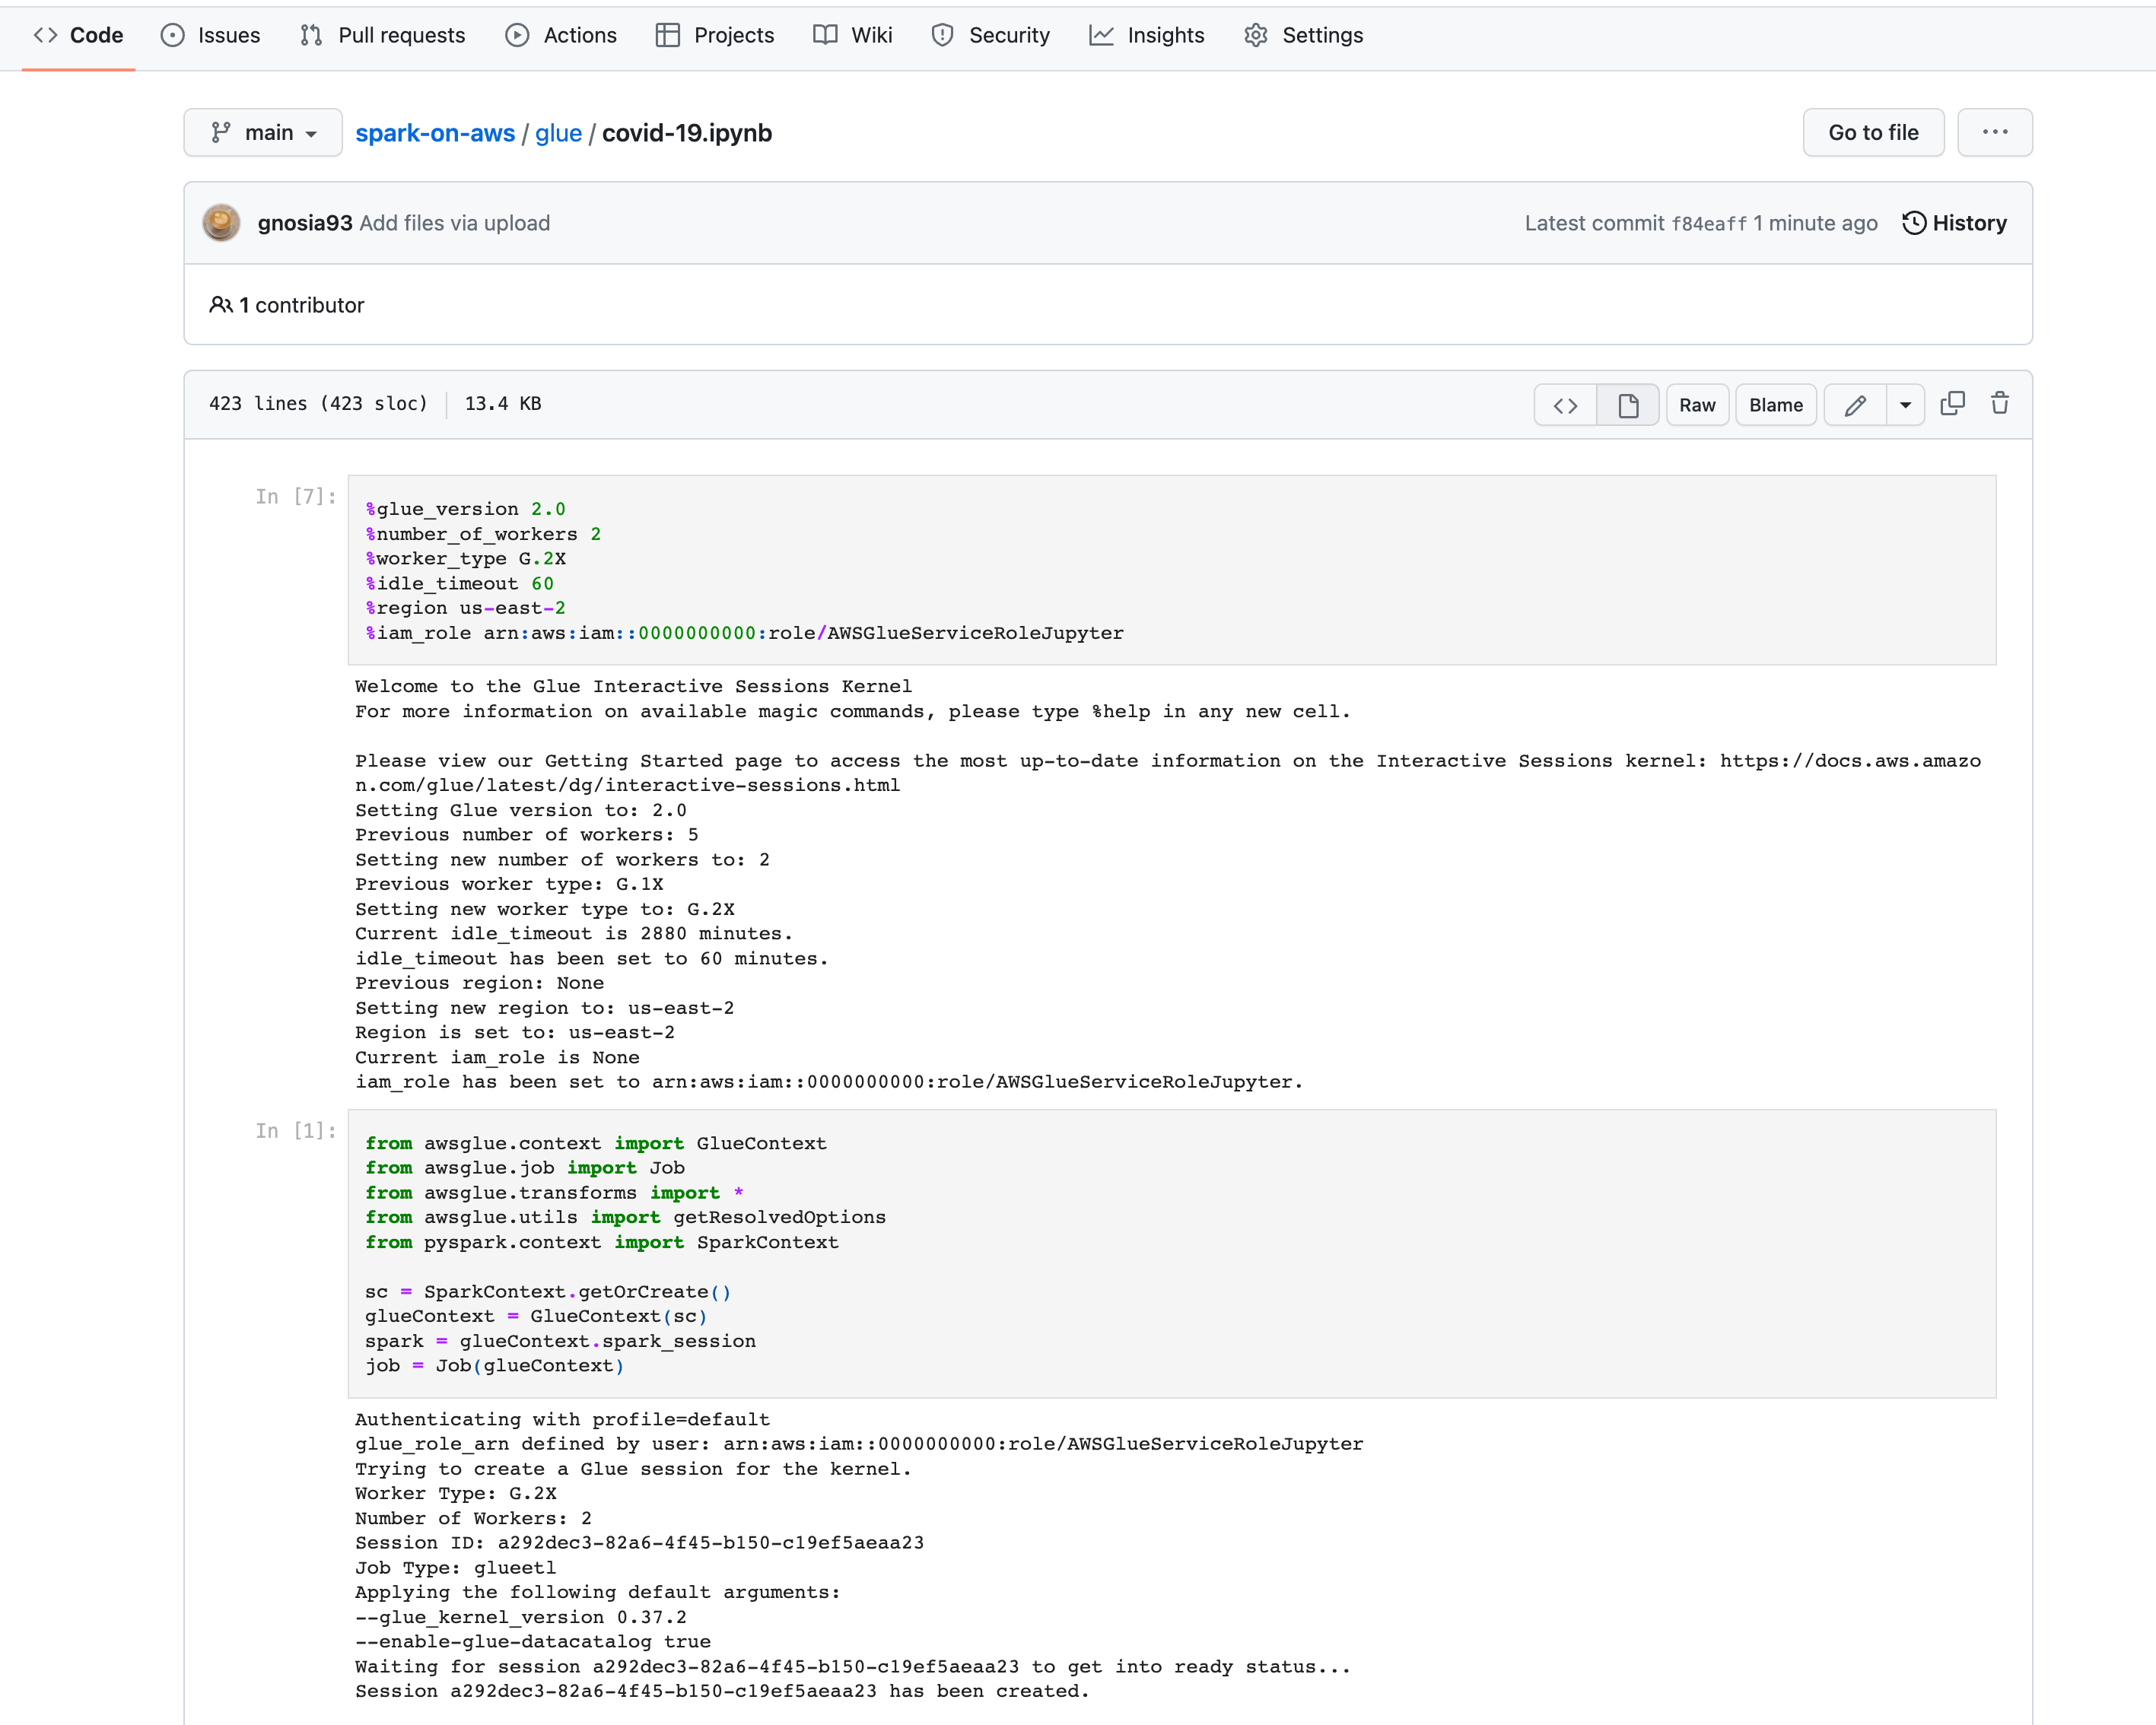 Code Issues Pull requests Actions Projects Wiki Security Insights Settings
main spark-on-aws / glue / covid-19.ipynb Go to file ...
gnosia93 Add files via upload Latest commit f84eaff 1 minute ago History
1 contributor
423 lines (423 sloc) 13.4 KB <> Raw Blame
In [7]:
%glue_version 2.0
%number_of_workers 2
%worker_type G.2X
%idle_timeout 60
%region us-east-2
%iam_role arn:aws:iam::0000000000:role/AWSGlueServiceRoleJupyter
Welcome to the Glue Interactive Sessions Kernel
For more information on available magic commands, please type %help in any new cell.
Please view our Getting Started page to access the most up-to-date information on the Interactive Sessions kernel: https://docs.aws.amazo
n.com/glue/latest/dg/interactive-sessions.html
Setting Glue version to: 2.0
Previous number of workers: 5
Setting new number of workers to: 2
Previous worker type: G.1X
Setting new worker type to: G.2X
Current idle_timeout is 2880 minutes.
idle_timeout has been set to 60 minutes.
Previous region: None
Setting new region to: us-east-2
Region is set to: us-east-2
Current iam_role is None
iam_role has been set to arn:aws:iam::0000000000:role/AWSGlueServiceRoleJupyter.
In [1]:
from awsglue.context import GlueContext
from awsglue.job import Job
from awsglue.transforms import *
from awsglue.utils import getResolvedOptions
from pyspark.context import SparkContext
sc = SparkContext.getOrCreate()
glueContext = GlueContext(sc)
spark = glueContext.spark_session
job = Job(glueContext)
Authenticating with profile=default
glue_role_arn defined by user: arn:aws:iam::0000000000:role/AWSGlueServiceRoleJupyter
Trying to create a Glue session for the kernel.
Worker Type: G.2X
Number of Workers: 2
Session ID: a292dec3-82a6-4f45-b150-c19ef5aeaa23
Job Type: glueetl
Applying the following default arguments:
--glue_kernel_version 0.37.2
--enable-glue-datacatalog true
Waiting for session a292dec3-82a6-4f45-b150-c19ef5aeaa23 to get into ready status...
Session a292dec3-82a6-4f45-b150-c19ef5aeaa23 has been created.